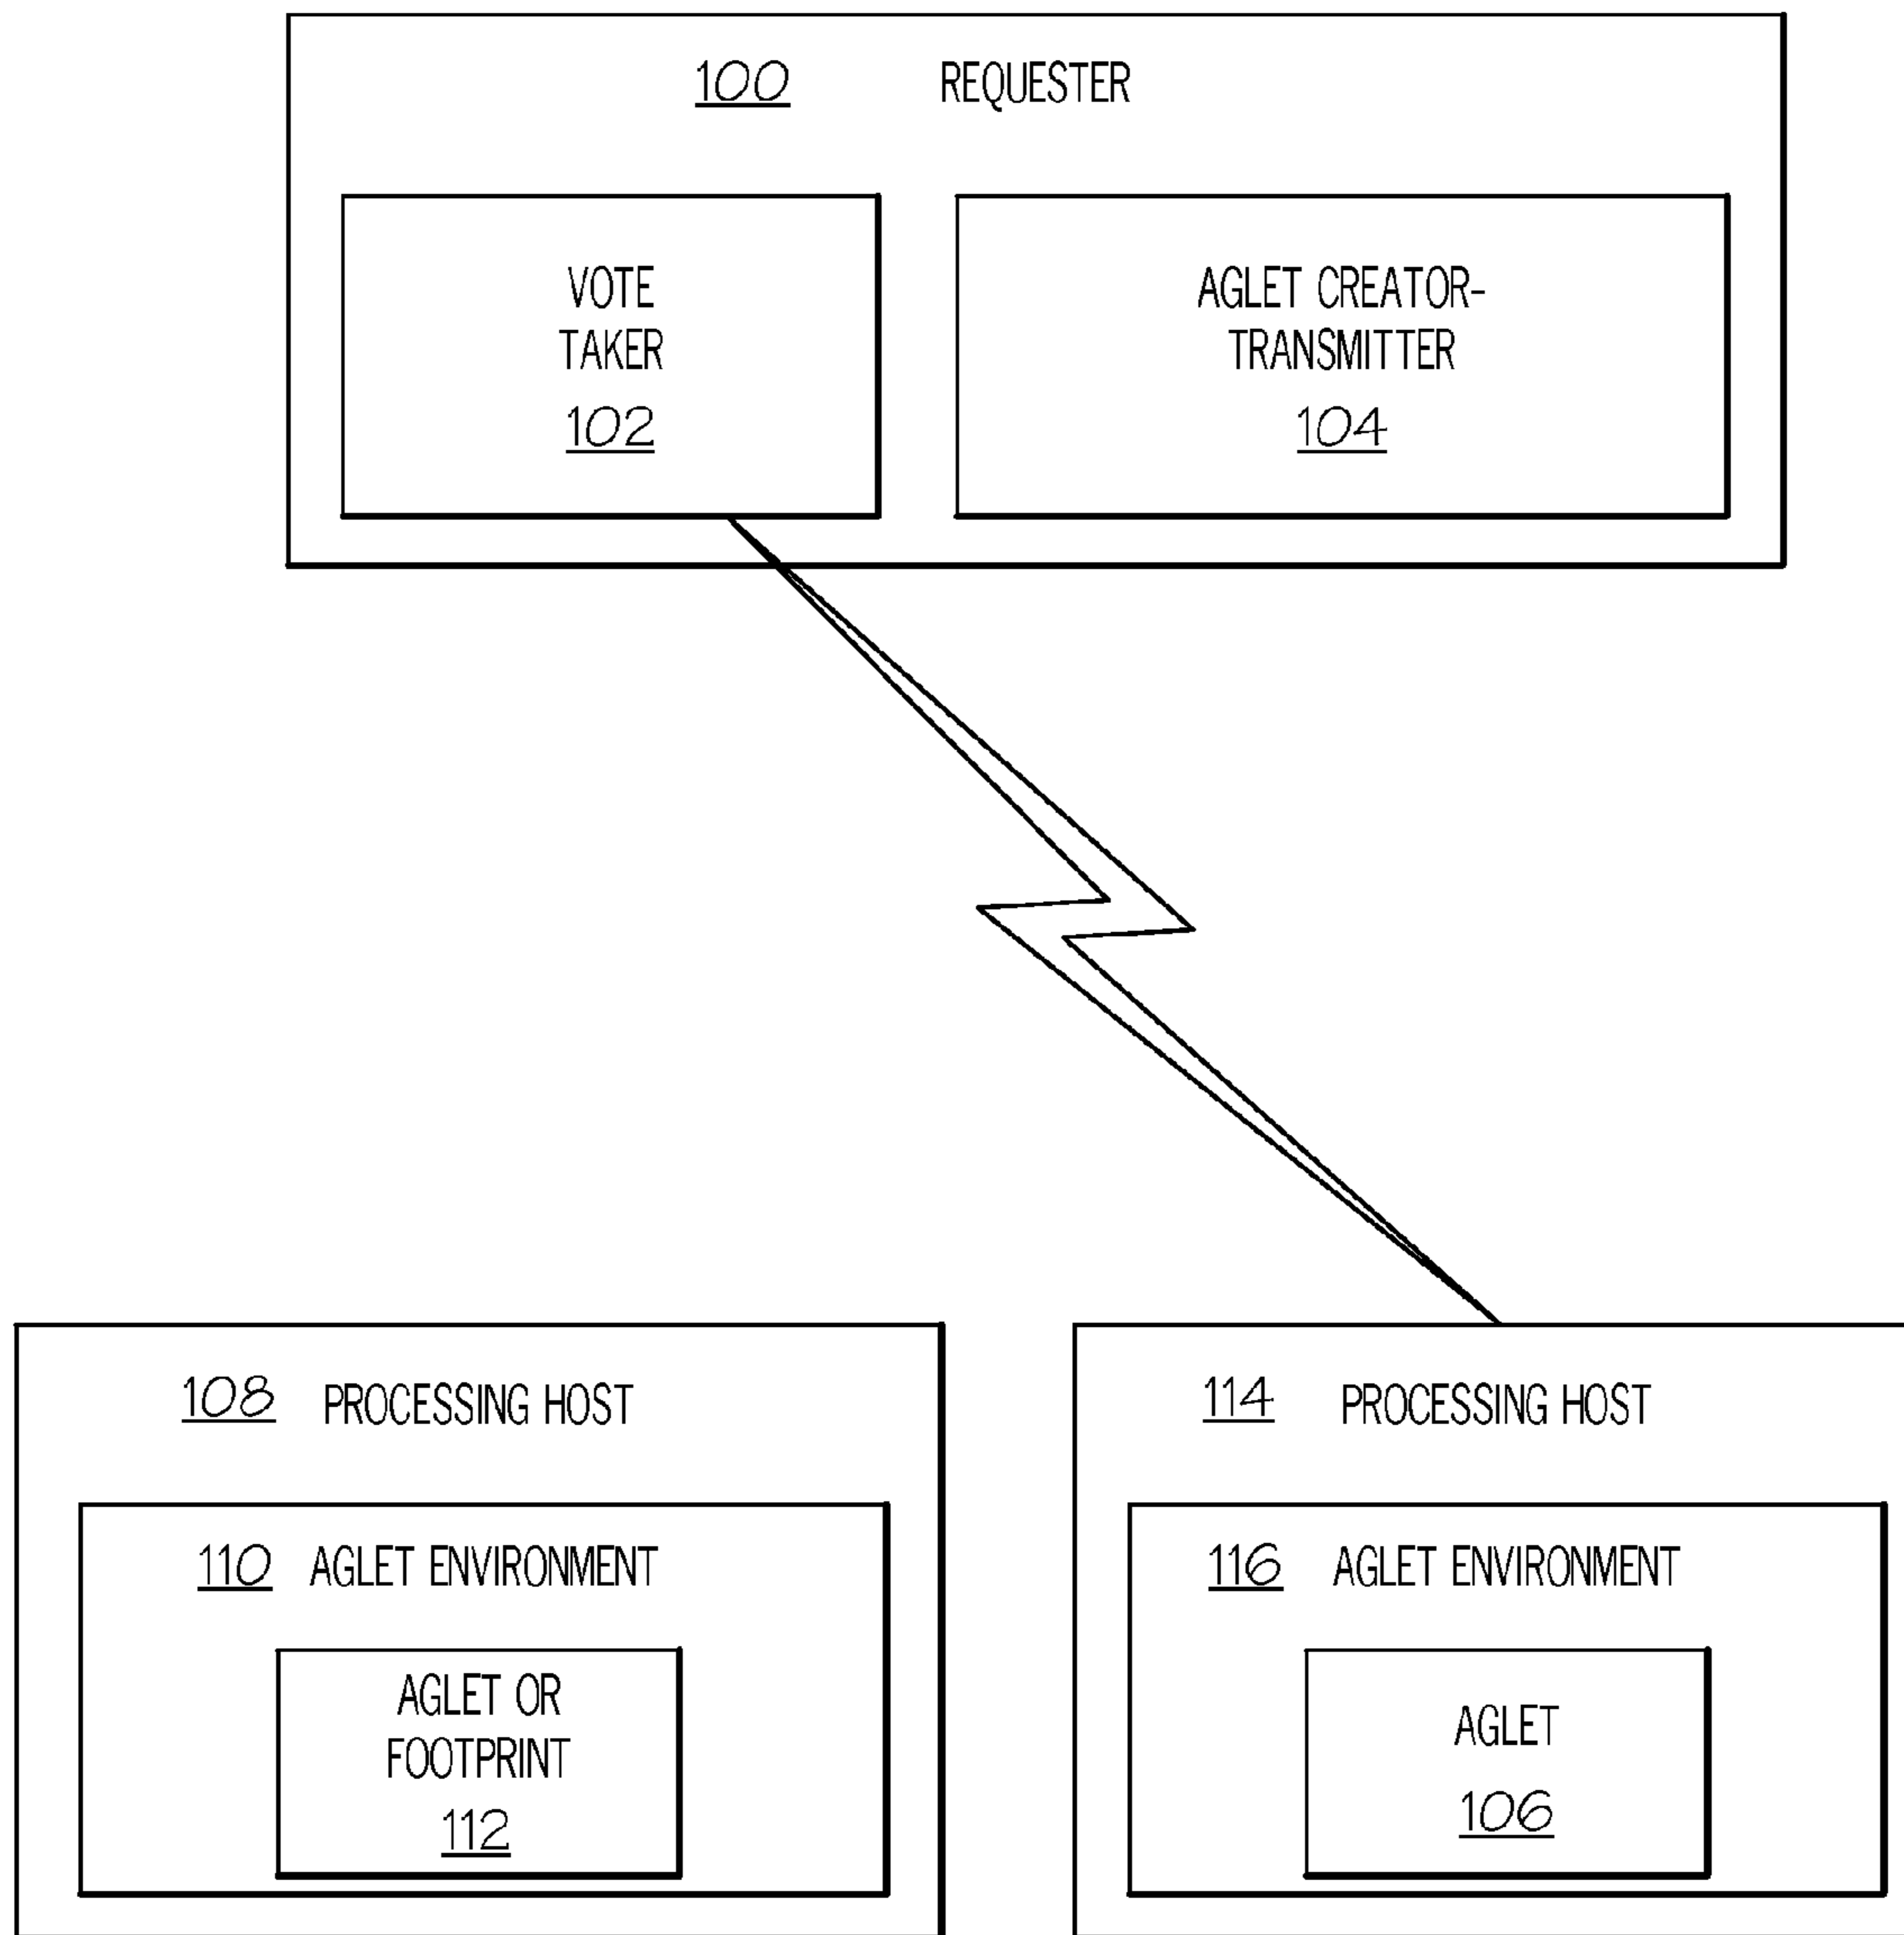 100 REQUESTER
VOTE
TAKER
102
AGLET CREATOR-
TRANSMITTER
104
108 PROCESSING HOST
110 AGLET ENVIRONMENT
AGLET OR
FOOTPRINT
112
114 PROCESSING HOST
116 AGLET ENVIRONMENT
AGLET
106